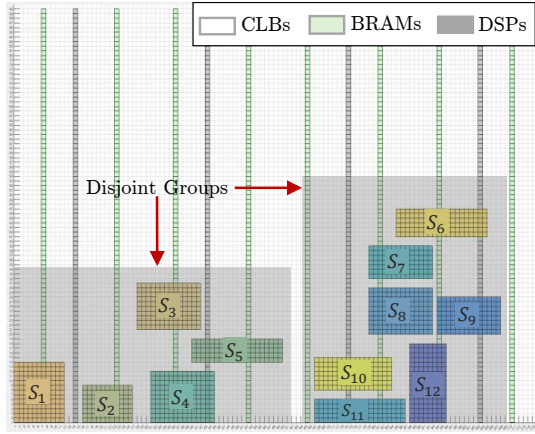 CLBs BRAMs DSPs
Disjoint Groups
S6
S7
S3
S8 S9
S5
S10
S1 S2 S4 S12
S11